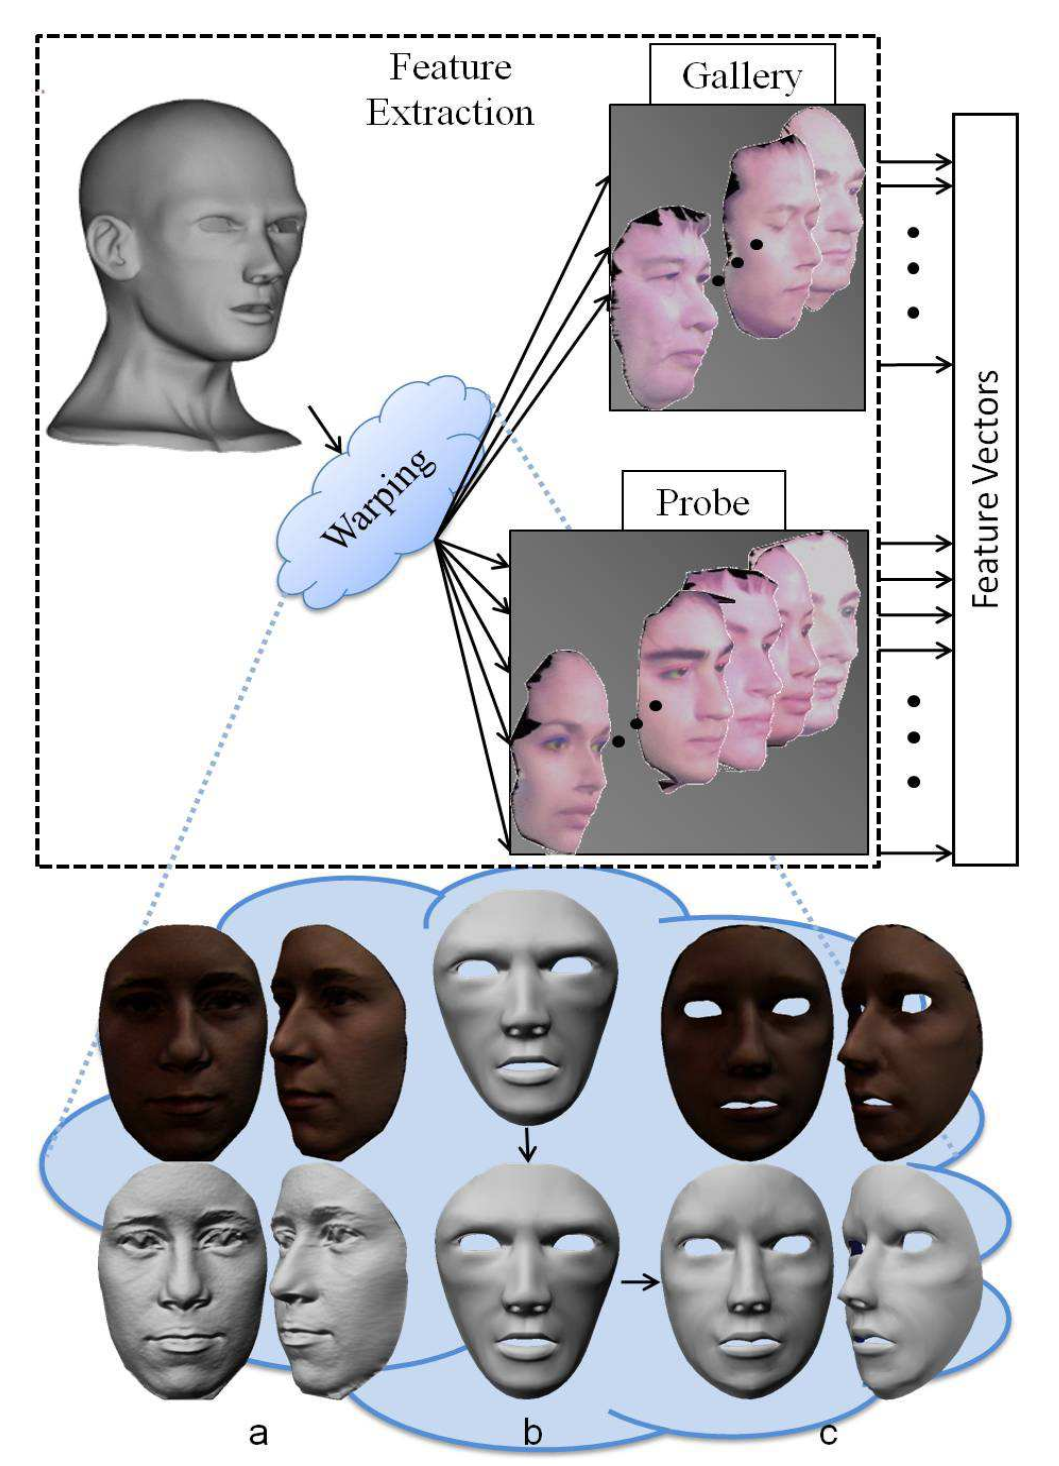 Feature
Extraction
Gallery
Warping
Probe
Feature Vectors
a
b
c